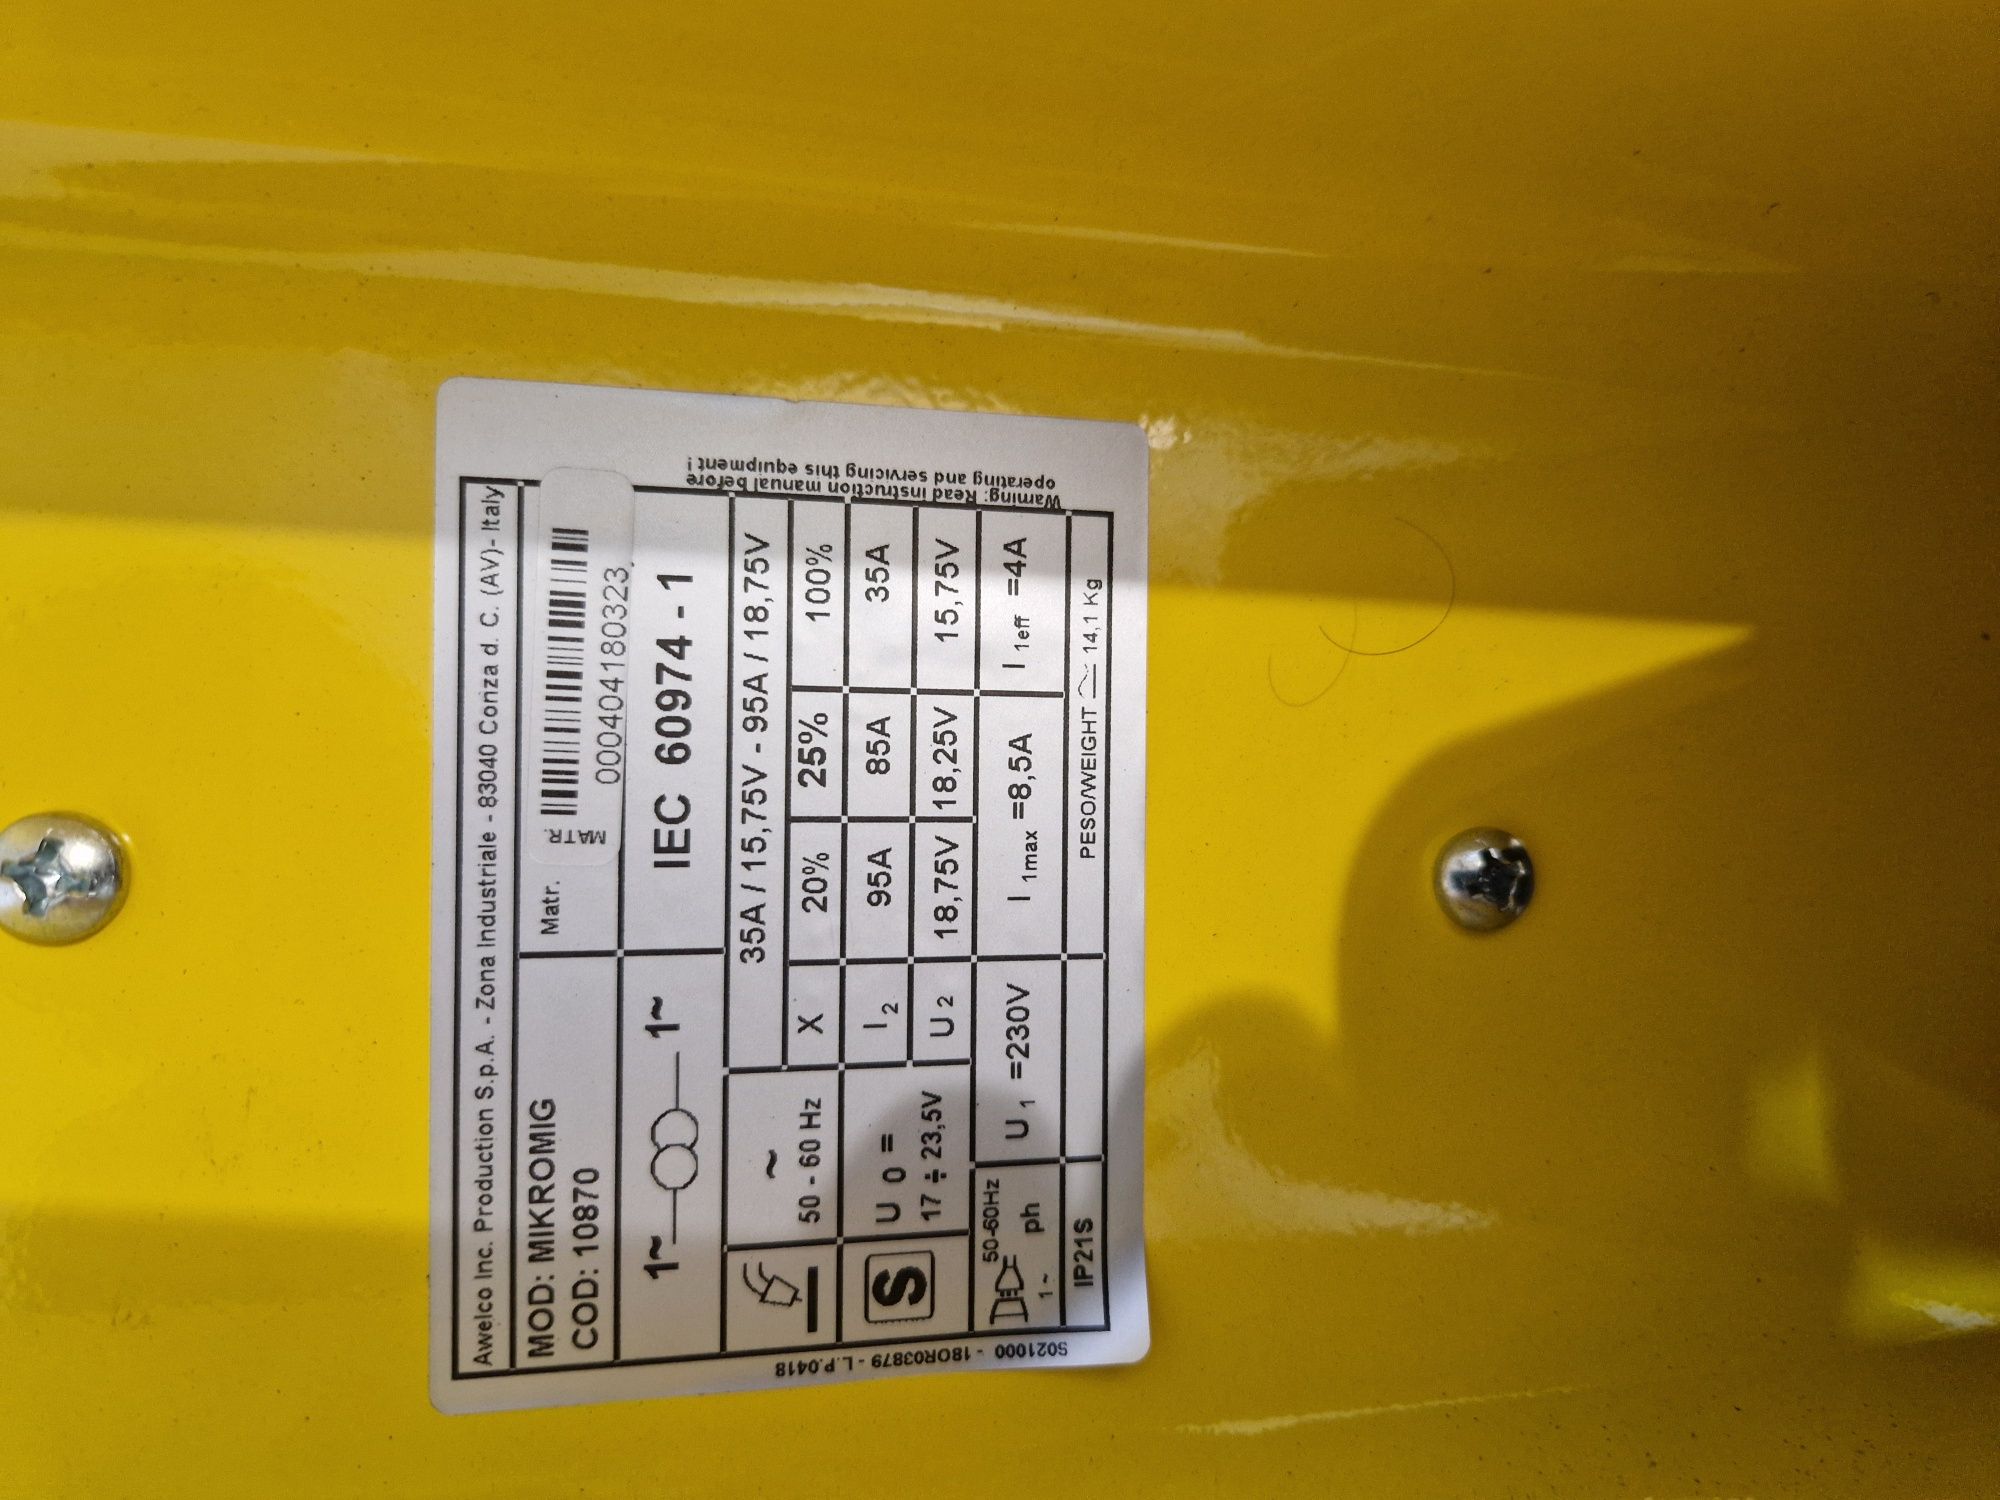 Awelco Inc. Production S.p.A. - Zona Industriale - 83040 Conza d. C. (AV)- Italy
MOD: MIKROMIG
COD: 10870
Matr.
MATR.
000404180323
1~ 1~
IEC 60974 - 1
~
50 - 60 Hz
35A / 15,75V - 95A / 18,75V
X 20% 25% 100%
S
U 0 =
17 ÷ 23,5V
I 2 95A 85A 35A
U 2 18,75V 18,25V 15,75V
50-60Hz
1~ ph
U 1 =230V
I 1max =8,5A
I 1eff =4A
IP21S
PESO/WEIGHT ≃ 14,1 Kg
Warning: Read instruction manual before
operating and servicing this equipment !
S021000 - 18OR03879 - L.P.0418